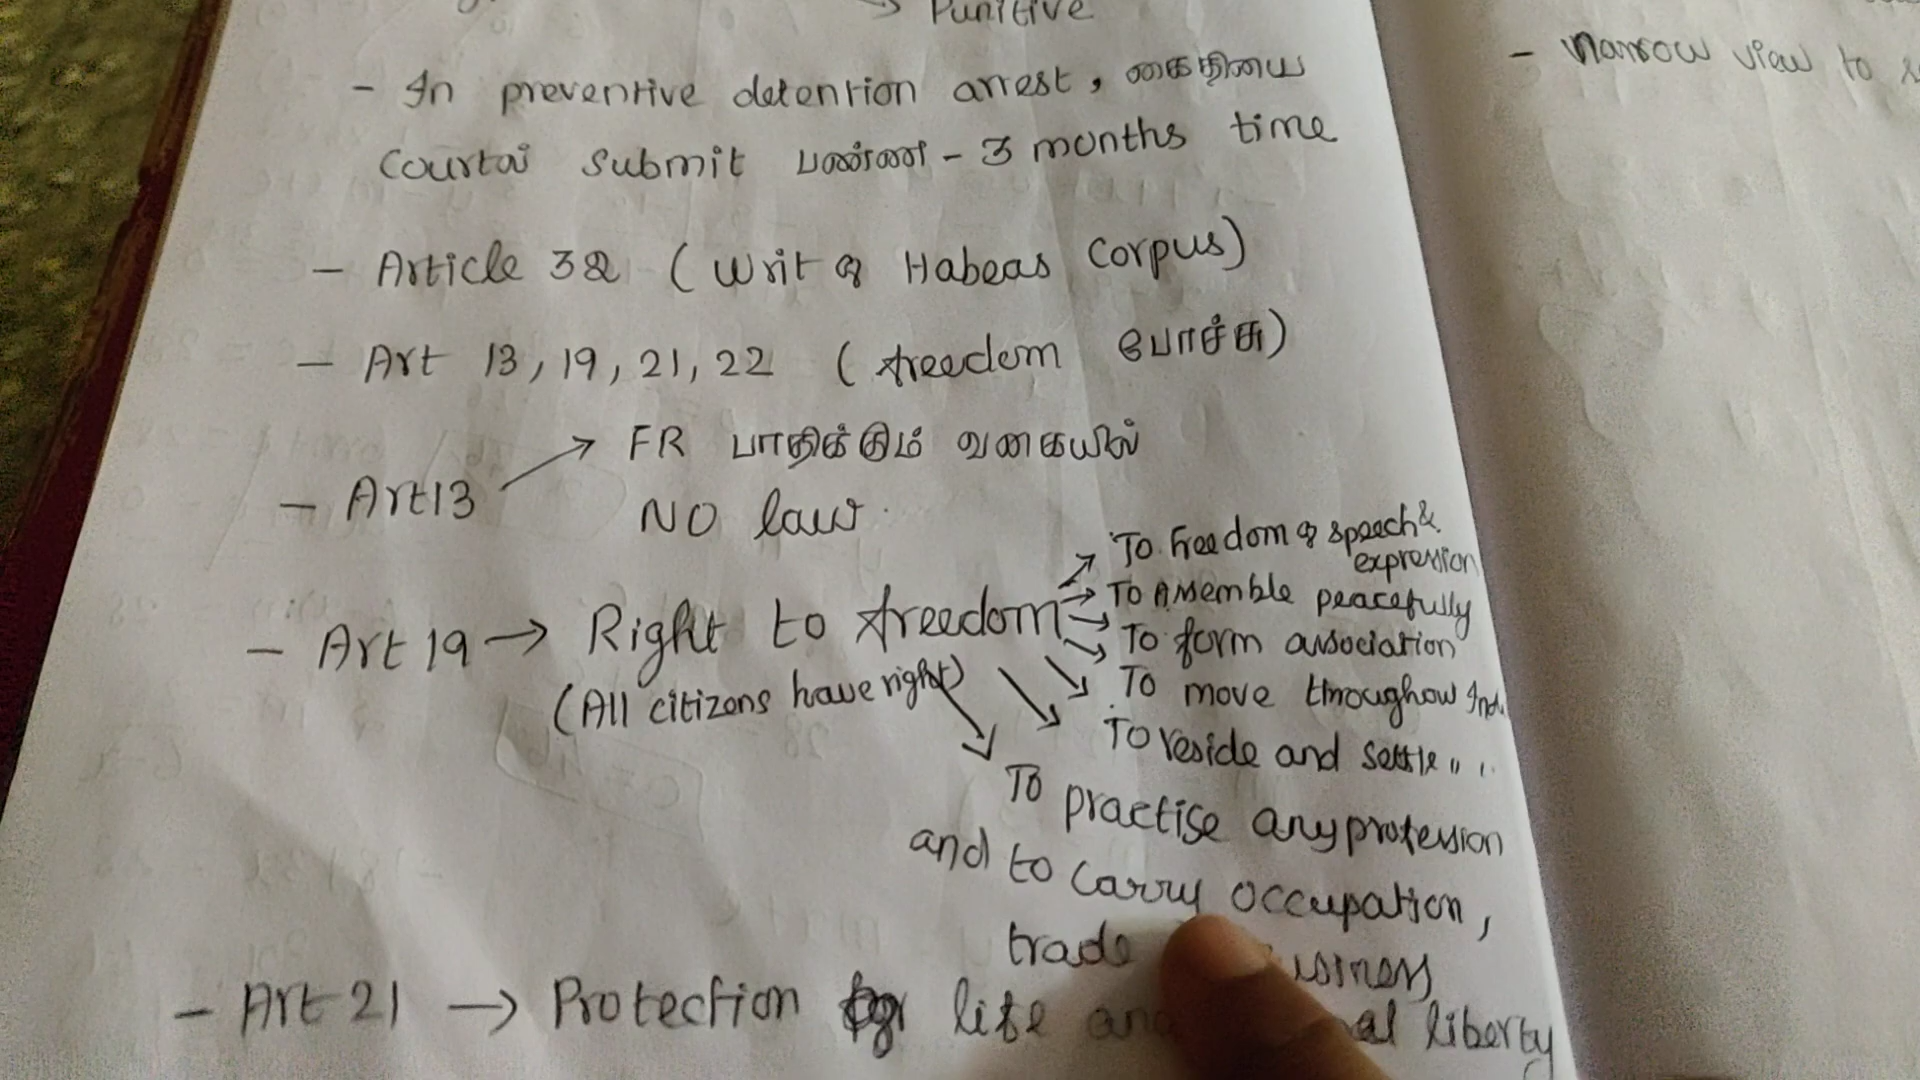 Punitive
- In preventive detention arrest, கைதியை
Courtல் submit பண்ண - 3 months time
- Article 32 (Writ of Habeas Corpus)
- Art 13, 19, 21, 22 (freedom போச்சு)
- Art 13 → FR பாதிக்கும் வகையில்
NO law
- Art 19 → Right to freedom
(All citizens have right)
→ To Freedom of speech &
expression
→ To Assemble peacefully
→ To form association
→ To move throughout Ind.
→ To reside and settle " "
→ To practise any profession
and to carry occupation,
trade
- Art 21 → Protection of life liberty
- Narrow view to